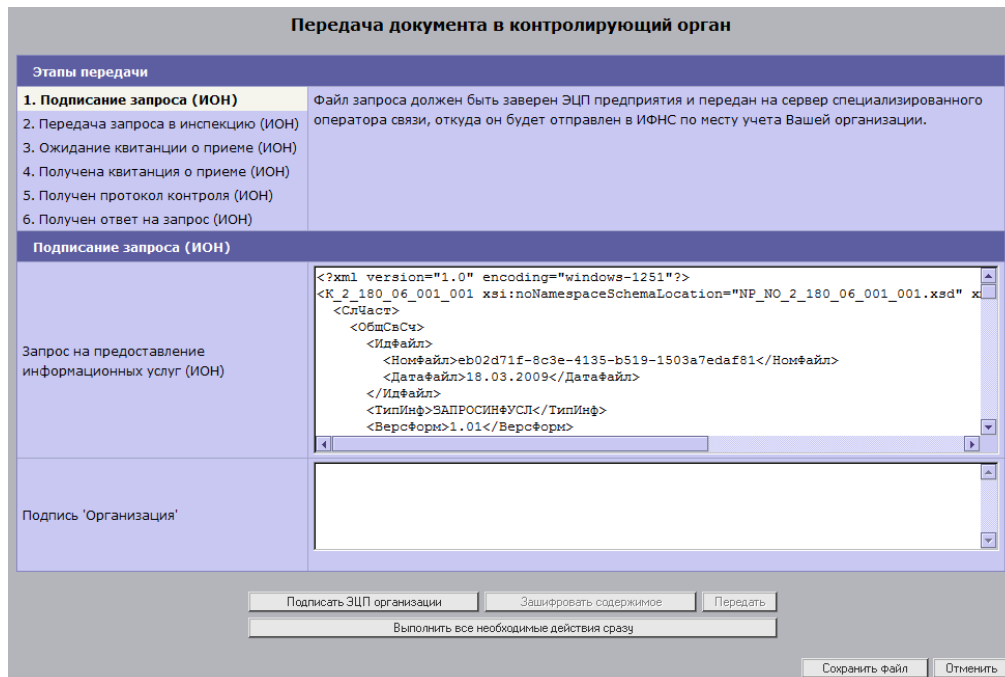 Передача документа в контролирующий орган
Этапы передачи
1. Подписание запроса (ИОН)
2. Передача запроса в инспекцию (ИОН)
3. Ожидание квитанции о приеме (ИОН)
4. Получена квитанция о приеме (ИОН)
5. Получен протокол контроля (ИОН)
6. Получен ответ на запрос (ИОН)
Файл запроса должен быть заверен ЭЦП предприятия и передан на сервер специализированного
оператора связи, откуда он будет отправлен в ИФНС по месту учета Вашей организации.
Подписание запроса (ИОН)
Запрос на предоставление
информационных услуг (ИОН)
<?xml version="1.0" encoding="windows-1251"?>
<K_2_180_06_001_001 xsi:noNamespaceSchemaLocation="NP_NO_2_180_06_001_001.xsd" x
<СлЧаст>
<ОбщСвСч>
<ИдФайл>
<НомФайл>eb02d71f-8c3e-4135-b519-1503a7edaf81</НомФайл>
<ДатаФайл>18.03.2009</ДатаФайл>
</ИдФайл>
<ТипИнф>ЗАПРОСИНФУСЛ</ТипИнф>
<ВерсФорм>1.01</ВерсФорм>
Подпись 'Организация'
Подписать ЭЦП организации
Зашифровать содержимое
Передать
Выполнить все необходимые действия сразу
Сохранить файл
Отменить